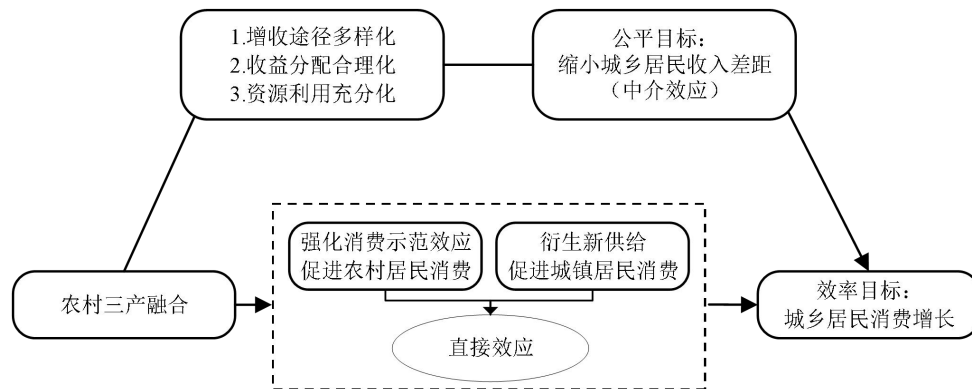 1.增收途径多样化
2.收益分配合理化
3.资源利用充分化
公平目标：
缩小城乡居民收入差距
（中介效应）
强化消费示范效应
促进农村居民消费
衍生新供给
促进城镇居民消费
农村三产融合
直接效应
效率目标：
城乡居民消费增长